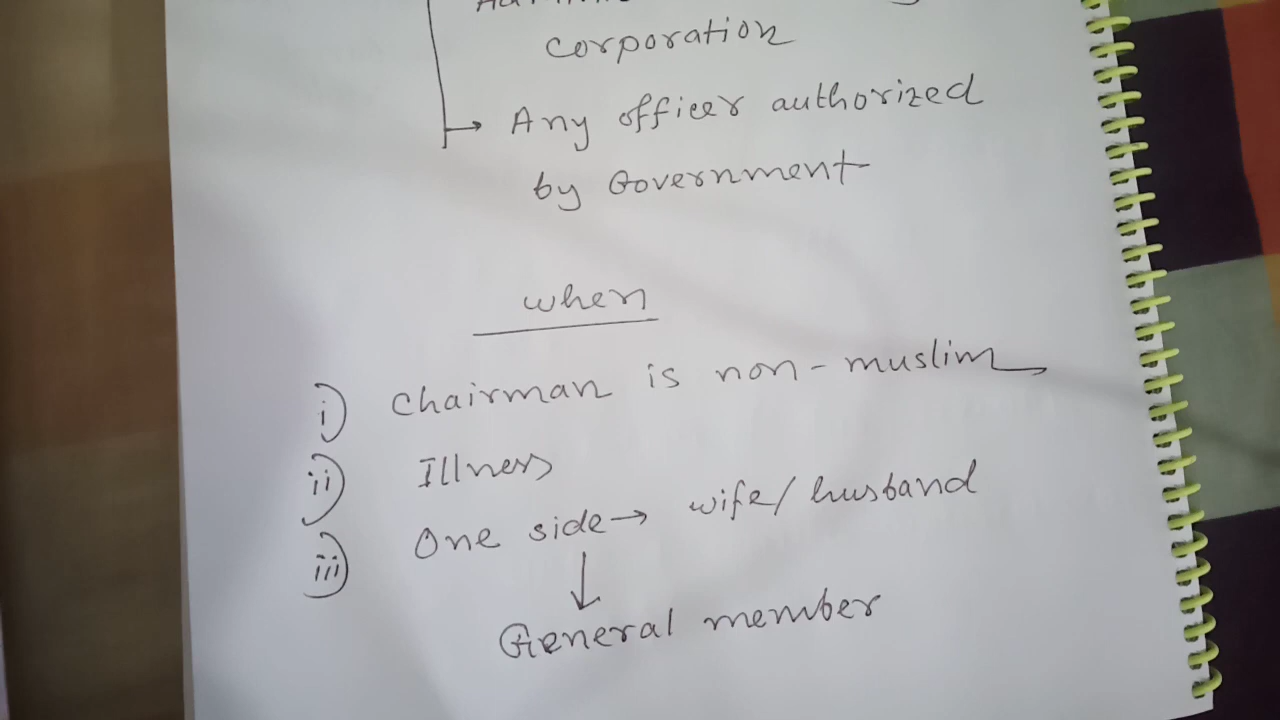 corporation
→ Any officer authorized
by Government
when
i) Chairman is non-muslim
ii) Illness
iii) One side → wife/husband
↓
General member